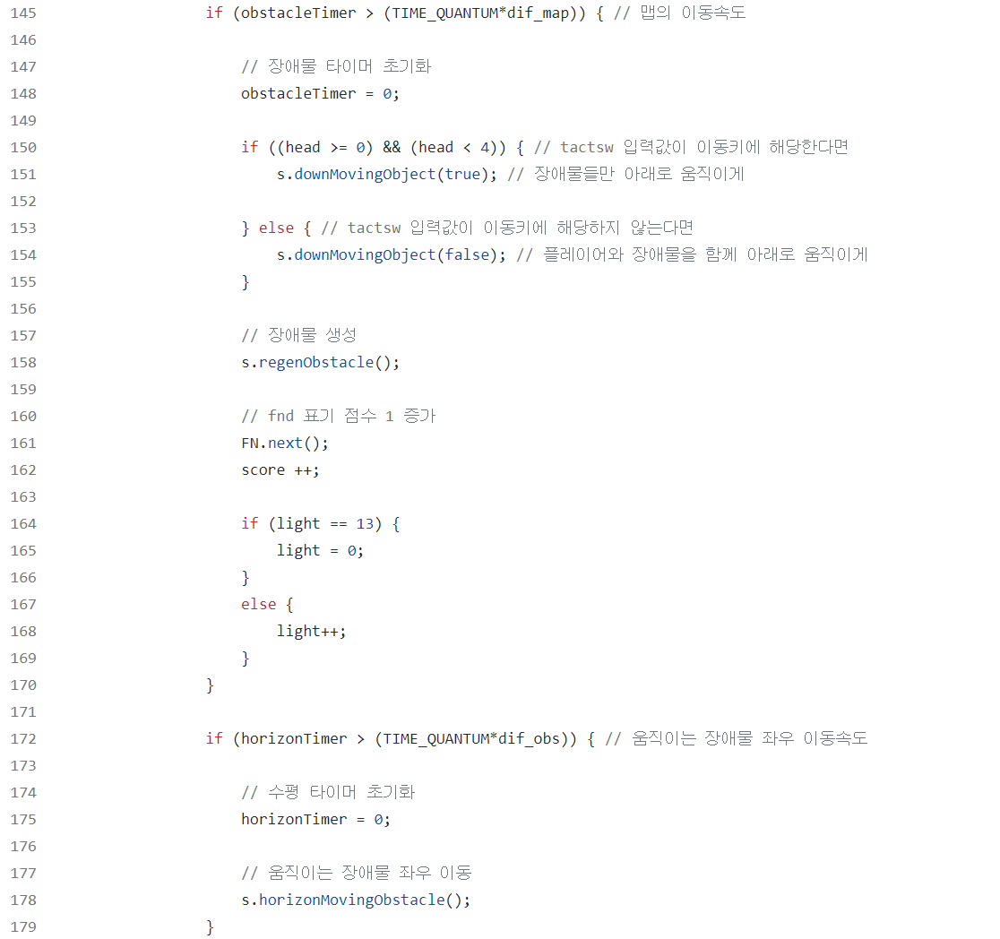 145 if (obstacleTimer > (TIME_QUANTUM*dif_map)) { // 맵의 이동속도
146
147 // 장애물 타이머 초기화
148 obstacleTimer = 0;
149
150 if ((head >= 0) && (head < 4)) { // tactsw 입력값이 이동키에 해당한다면
151 s.downMovingObject(true); // 장애물들만 아래로 움직이게
152
153 } else { // tactsw 입력값이 이동키에 해당하지 않는다면
154 s.downMovingObject(false); // 플레이어와 장애물을 함께 아래로 움직이게
155 }
156
157 // 장애물 생성
158 s.regenObstacle();
159
160 // fnd 표기 점수 1 증가
161 FN.next();
162 score ++;
163
164 if (light == 13) {
165 light = 0;
166 }
167 else {
168 light++;
169 }
170 }
171
172 if (horizonTimer > (TIME_QUANTUM*dif_obs)) { // 움직이는 장애물 좌우 이동속도
173
174 // 수평 타이머 초기화
175 horizonTimer = 0;
176
177 // 움직이는 장애물 좌우 이동
178 s.horizonMovingObstacle();
179 }